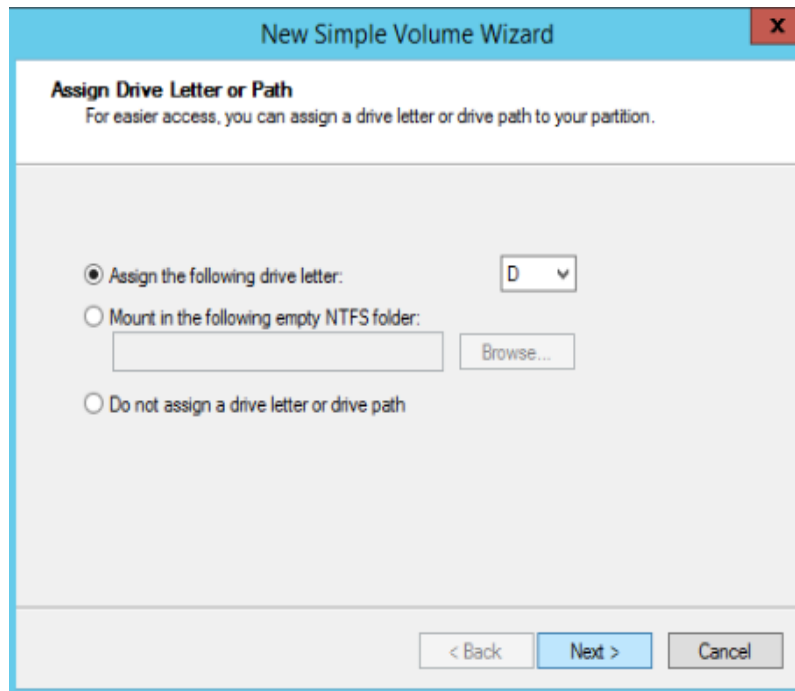 New Simple Volume Wizard
x
Assign Drive Letter or Path
For easier access, you can assign a drive letter or drive path to your partition.
Assign the following drive letter: D
Mount in the following empty NTFS folder:
Browse...
Do not assign a drive letter or drive path
< Back Next > Cancel